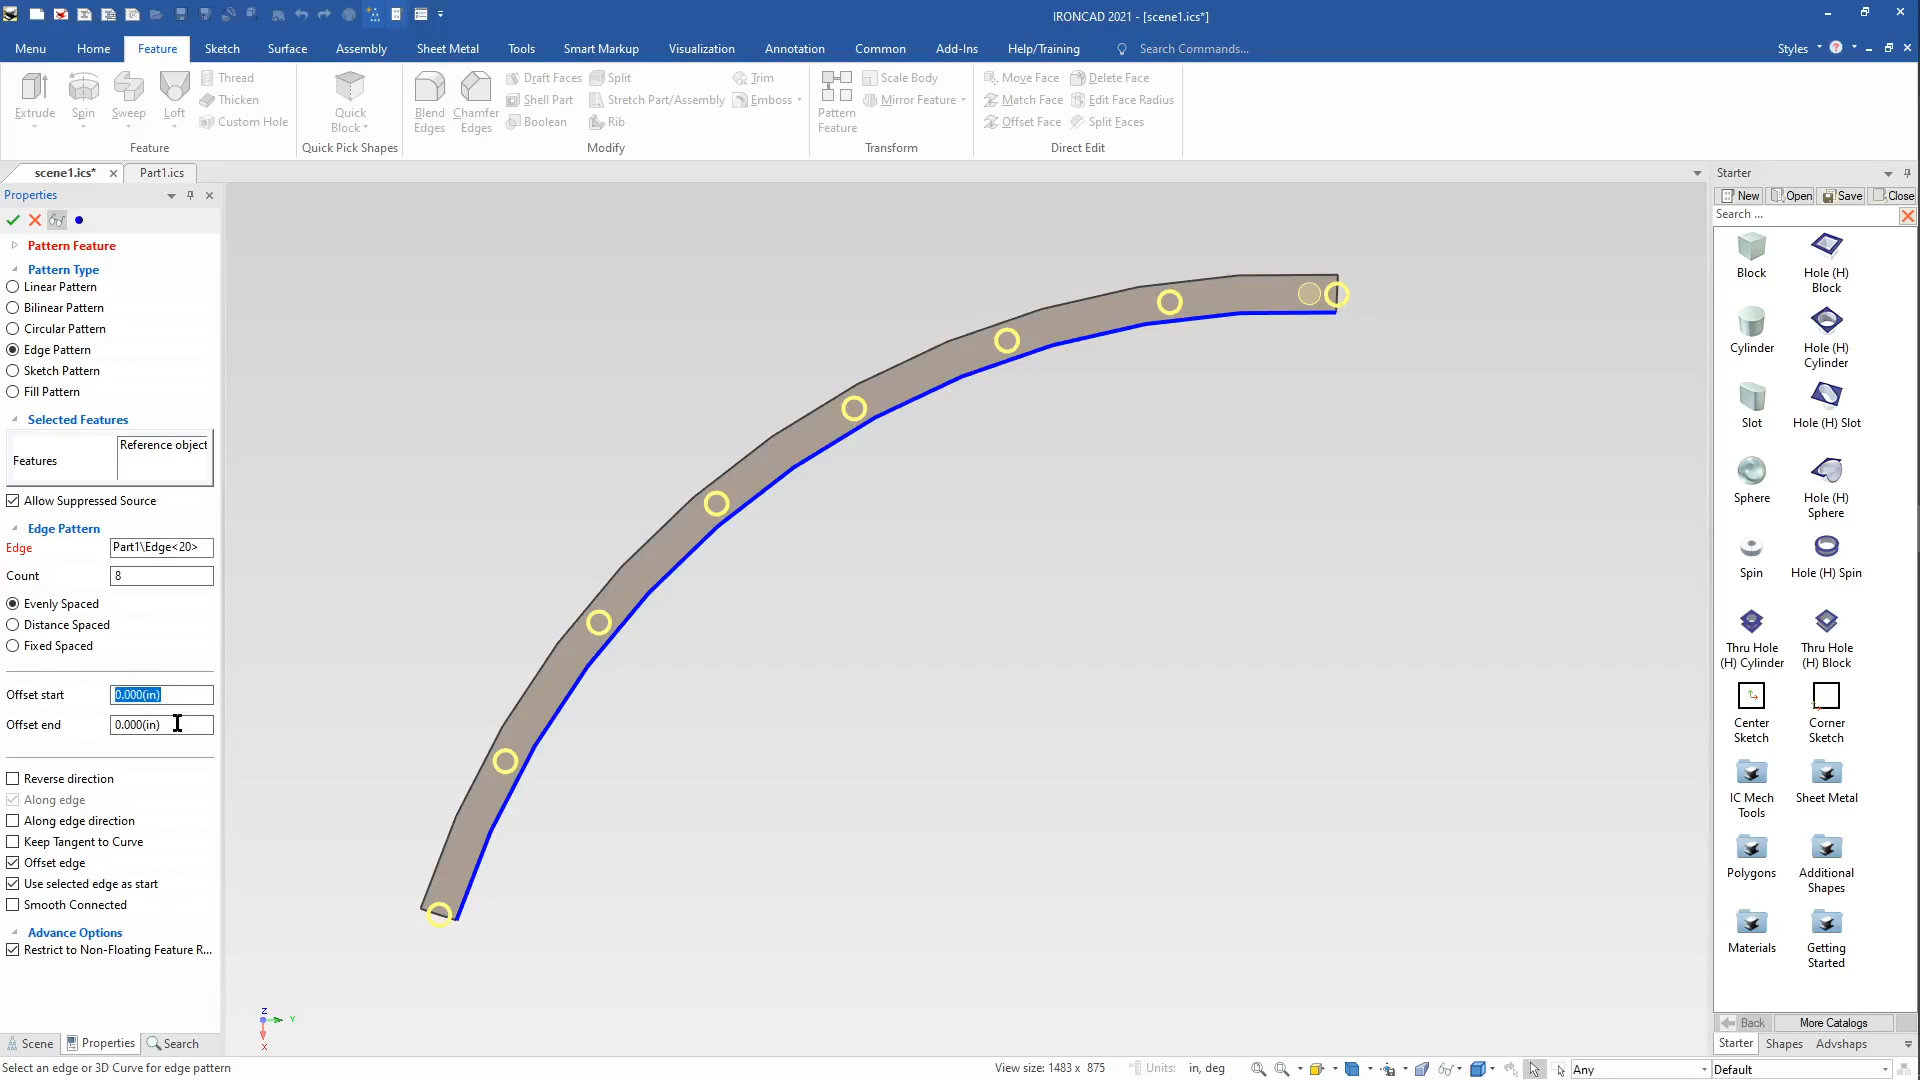 IRONCAD 2021 - [scene1.ics*]
Menu Home Feature Sketch Surface Assembly Sheet Metal Tools Smart Markup Visualization Annotation Common Add-Ins Help/Training Search Commands... Styles
Extrude
Spin
Sweep
Loft
Thread
Thicken
Custom Hole
Feature
Quick Block
Quick Pick Shapes
Blend Edges
Chamfer Edges
Draft Faces
Shell Part
Boolean
Split
Stretch Part/Assembly
Rib
Trim
Emboss
Modify
Pattern Feature
Scale Body
Mirror Feature
Transform
Move Face
Match Face
Offset Face
Delete Face
Edit Face Radius
Split Faces
Direct Edit
scene1.ics*
Part1.ics
Properties
Pattern Feature
Pattern Type
Linear Pattern
Bilinear Pattern
Circular Pattern
Edge Pattern
Sketch Pattern
Fill Pattern
Selected Features
Features
Reference object
Allow Suppressed Source
Edge Pattern
Edge Part1\Edge<20>
Count 8
Evenly Spaced
Distance Spaced
Fixed Spaced
Offset start 0.000(in)
Offset end 0.000(in)
Reverse direction
Along edge
Along edge direction
Keep Tangent to Curve
Offset edge
Use selected edge as start
Smooth Connected
Advance Options
Restrict to Non-Floating Feature R...
Scene Properties Search
Z
Y
X
Starter
New Open Save Close
Search ...
Block
Hole (H) Block
Cylinder
Hole (H) Cylinder
Slot
Hole (H) Slot
Sphere
Hole (H) Sphere
Spin
Hole (H) Spin
Thru Hole (H) Cylinder
Thru Hole (H) Block
Center Sketch
Corner Sketch
IC Mech Tools
Sheet Metal
Polygons
Additional Shapes
Materials
Getting Started
Back More Catalogs
Starter Shapes Advshaps
Select an edge or 3D Curve for edge pattern
View size: 1483 x 875
Units: in, deg
Any
Default